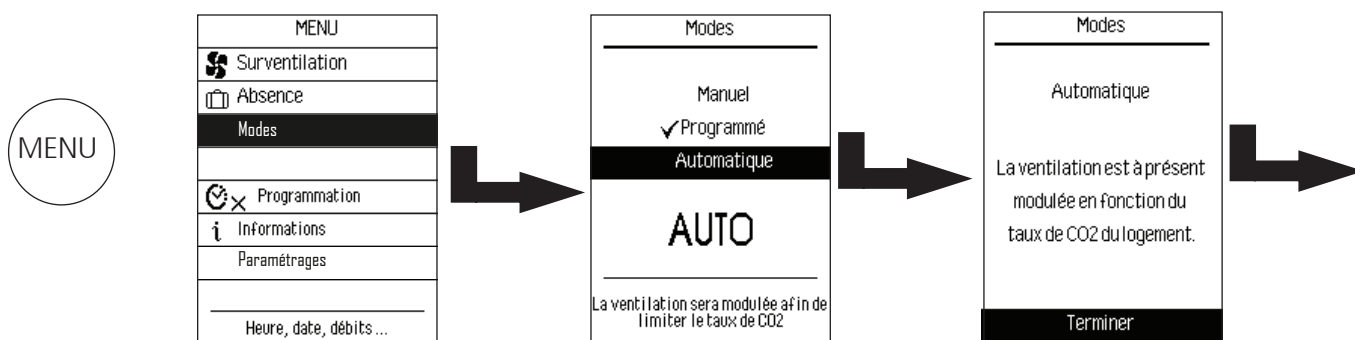 MENU
MENU
Surventilation
Absence
Modes
Programmation
i Informations
Paramétrages
Heure, date, débits ...
Modes
Manuel
✓Programmé
Automatique
AUTO
La ventilation sera modulée afin de
limiter le taux de CO2
Modes
Automatique
La ventilation est à présent
modulée en fonction du
taux de CO2 du logement.
Terminer